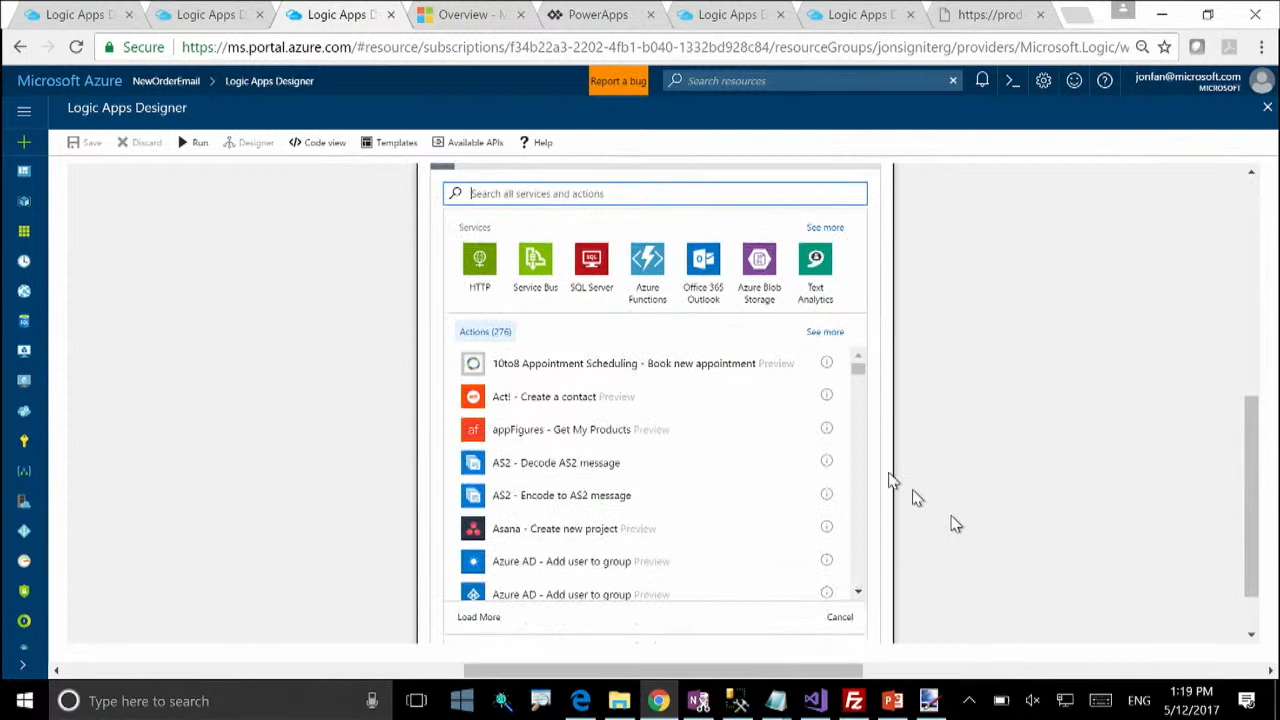 Logic Apps D
Logic Apps D
Logic Apps D
Overview - M
PowerApps
Logic Apps D
Logic Apps D
https://prod
Secure
https://ms.portal.azure.com/#resource/subscriptions/f34b22a3-2202-4fb1-b040-1332bd928c84/resourceGroups/jonsigniterg/providers/Microsoft.Logic/w
Microsoft Azure NewOrderEmail > Logic Apps Designer
Report a bug
Search resources
jonfan@microsoft.com
MICROSOFT
Logic Apps Designer
Save Discard Run Designer Code view Templates Available APIs Help
Search all services and actions
Services See more
HTTP
Service Bus
SQL SQL Server
Azure
Functions
Office 365
Outlook
Azure Blob
Storage
Text
Analytics
Actions (276) See more
10to8 Appointment Scheduling - Book new appointment Preview
Act! - Create a contact Preview
af appFigures - Get My Products Preview
AS2 - Decode AS2 message
AS2 - Encode to AS2 message
Asana - Create new project Preview
Azure AD - Add user to group Preview
Azure AD - Add user to group Preview
Load More Cancel
Type here to search
ENG
1:19 PM
5/12/2017